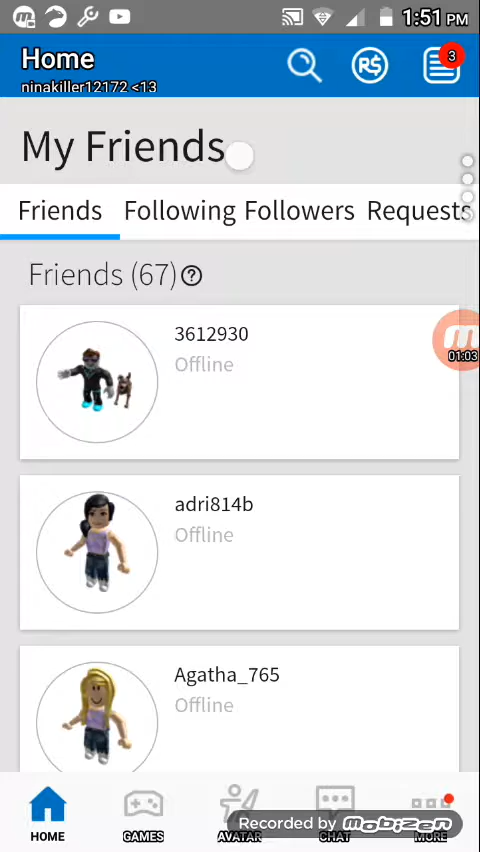 1:51 PM
Home
ninakiller12172 <13
R$
3
My Friends
Friends Following Followers Requests
Friends (67)?
3612930
Offline
01:03
adri814b
Offline
Agatha_765
Offline
HOME GAMES AVATAR CHAT MORE
Recorded by mobizen